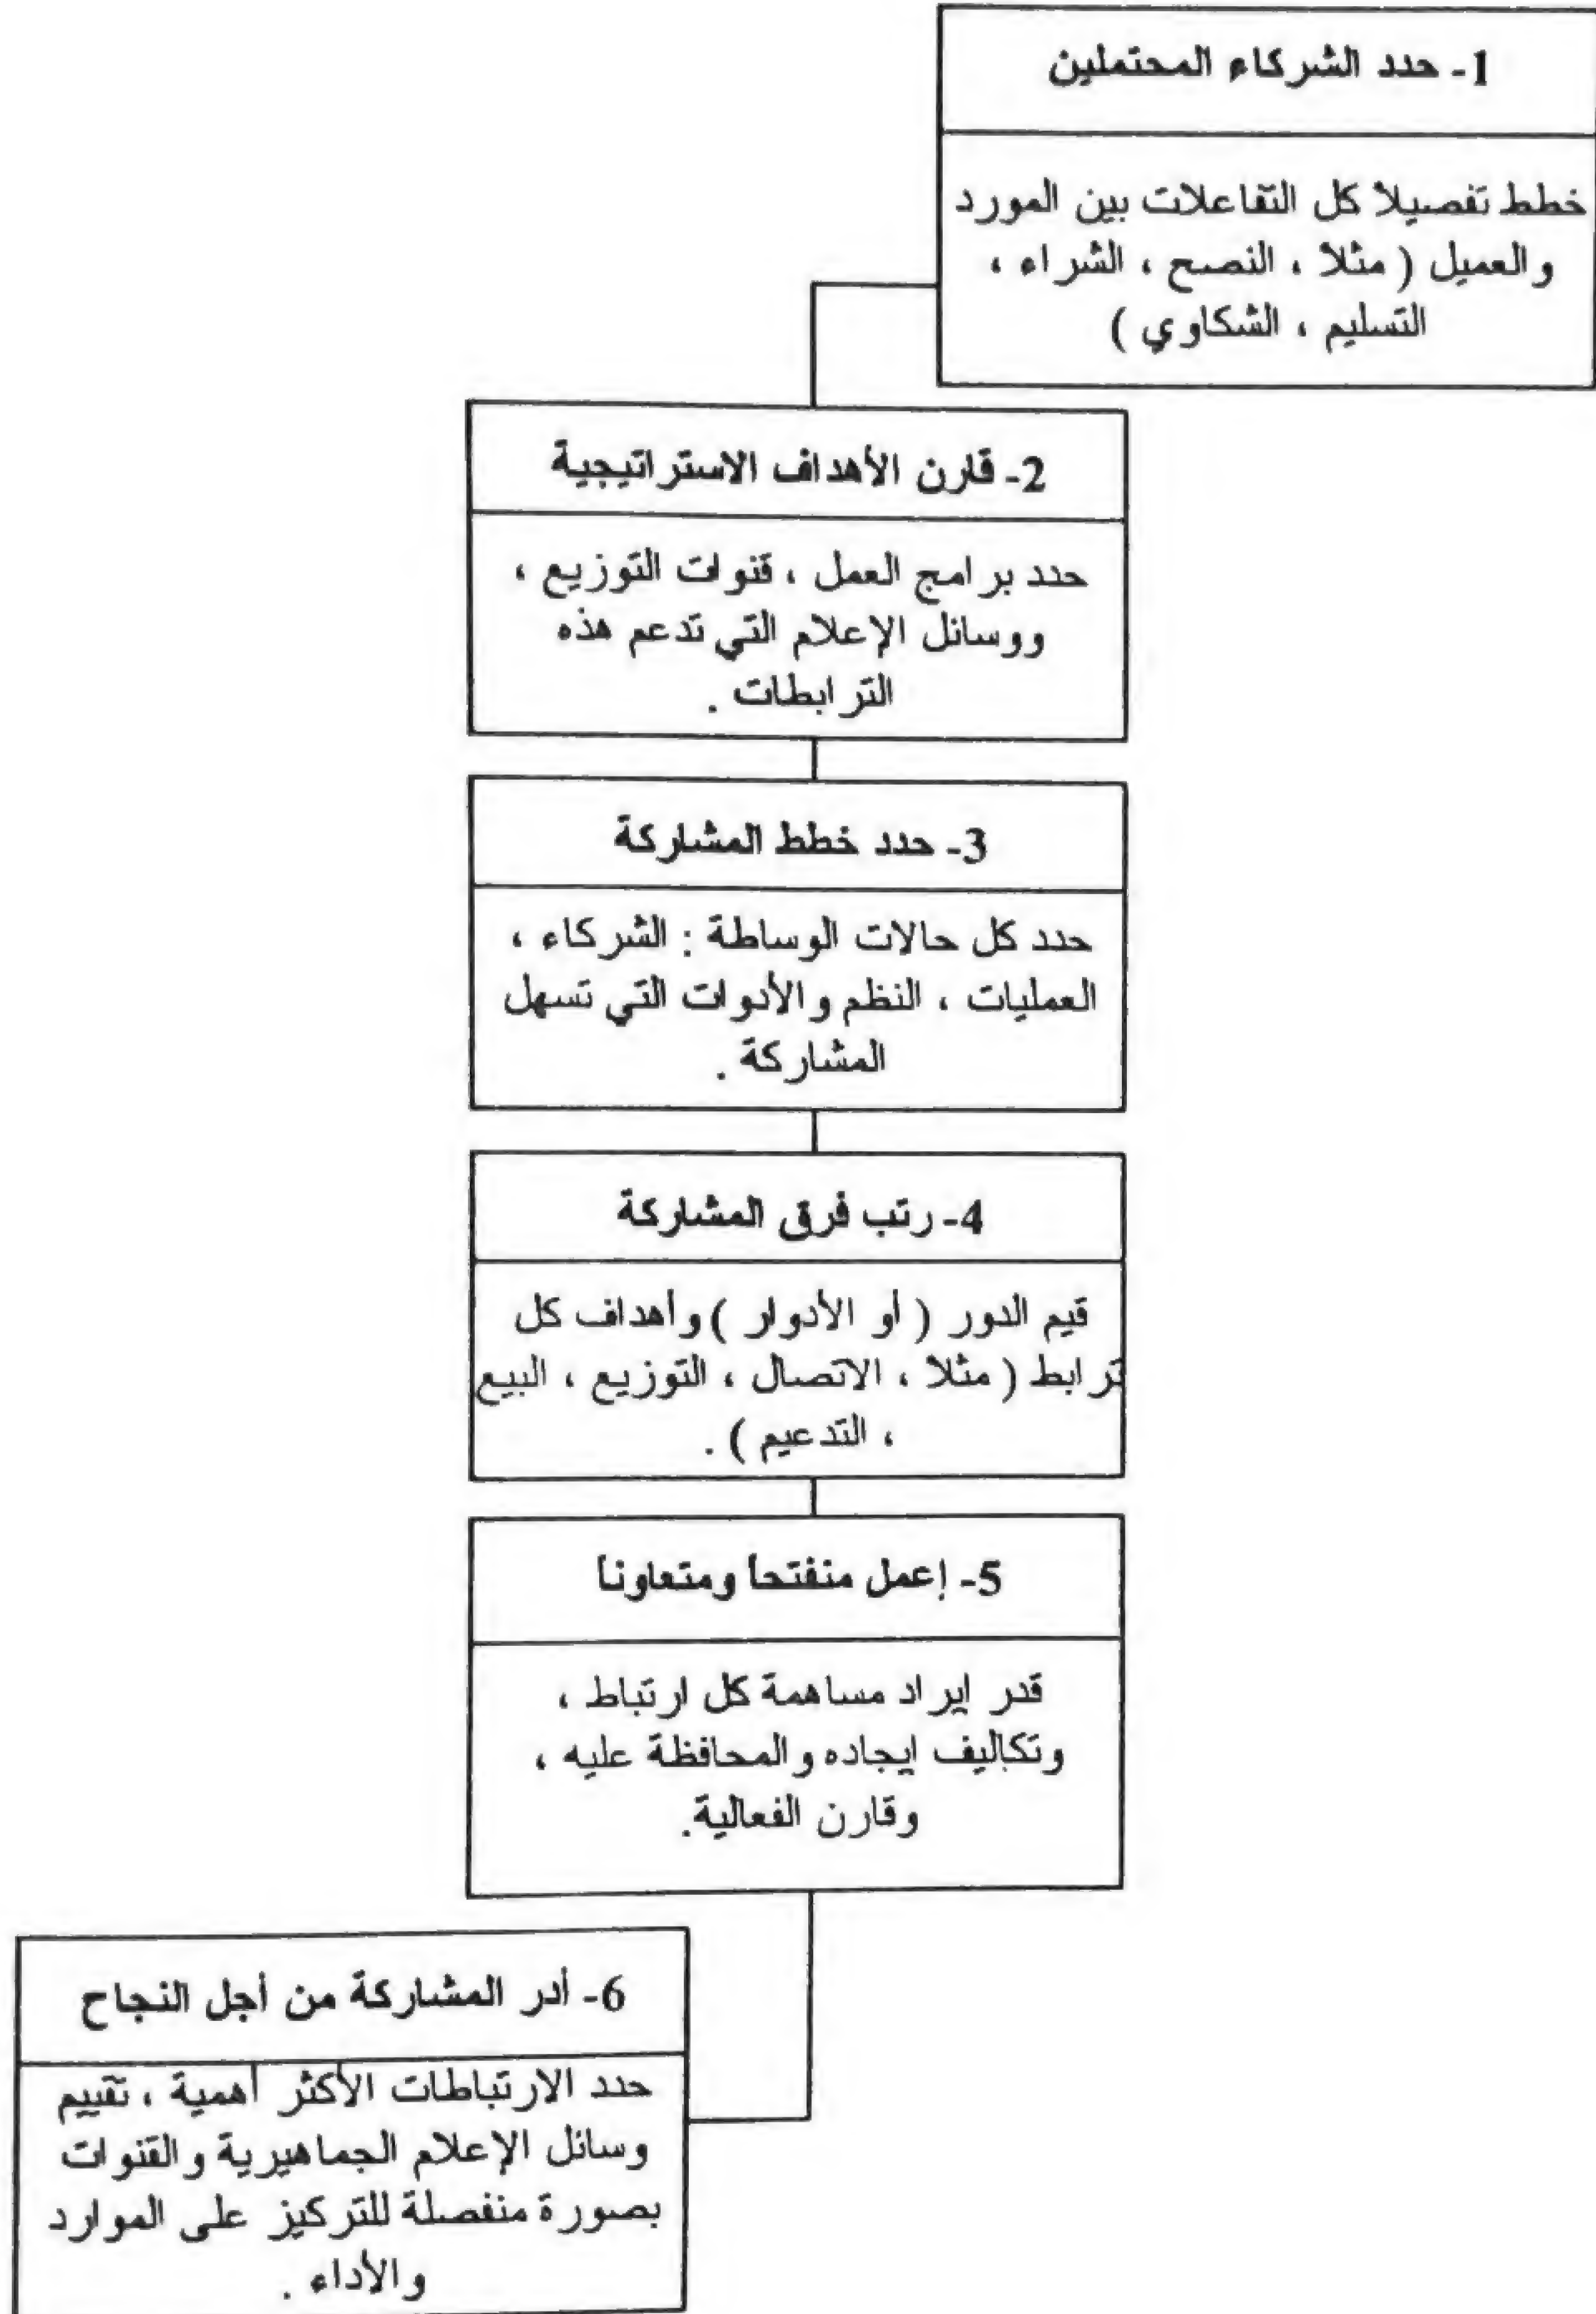 1- حدد الشركاء المحتملين
خطط تفصيلا كل التفاعلات بين المورد
والعميل ( مثلا ، النصح ، الشراء ،
التسليم ، الشكاوي )
2- قارن الأهداف الاستراتيجية
حدد برامج العمل ، قنوات التوزيع ،
ووسائل الإعلام التي تدعم هذه
الترابطات .
3- حدد خطط المشاركة
حدد كل حالات الوساطة : الشركاء ،
العمليات ، النظم والأدوات التي تسهل
المشاركة .
4- رتب فرق المشاركة
قيم الدور ( أو الأدوار ) وأهداف كل
ترابط ( مثلا ، الاتصال ، التوزيع ، البيع
، التدعيم ) .
5- إعمل منفتحا ومتعاونا
قدر ايراد مساهمة كل ارتباط ،
وتكاليف ايجاده والمحافظة عليه ،
وقارن الفعالية.
6- أدر المشاركة من أجل النجاح
حدد الارتباطات الأكثر أهمية ، تقييم
وسائل الإعلام الجماهيرية والقنوات
بصورة منفصلة للتركيز على الموارد
والأداء .